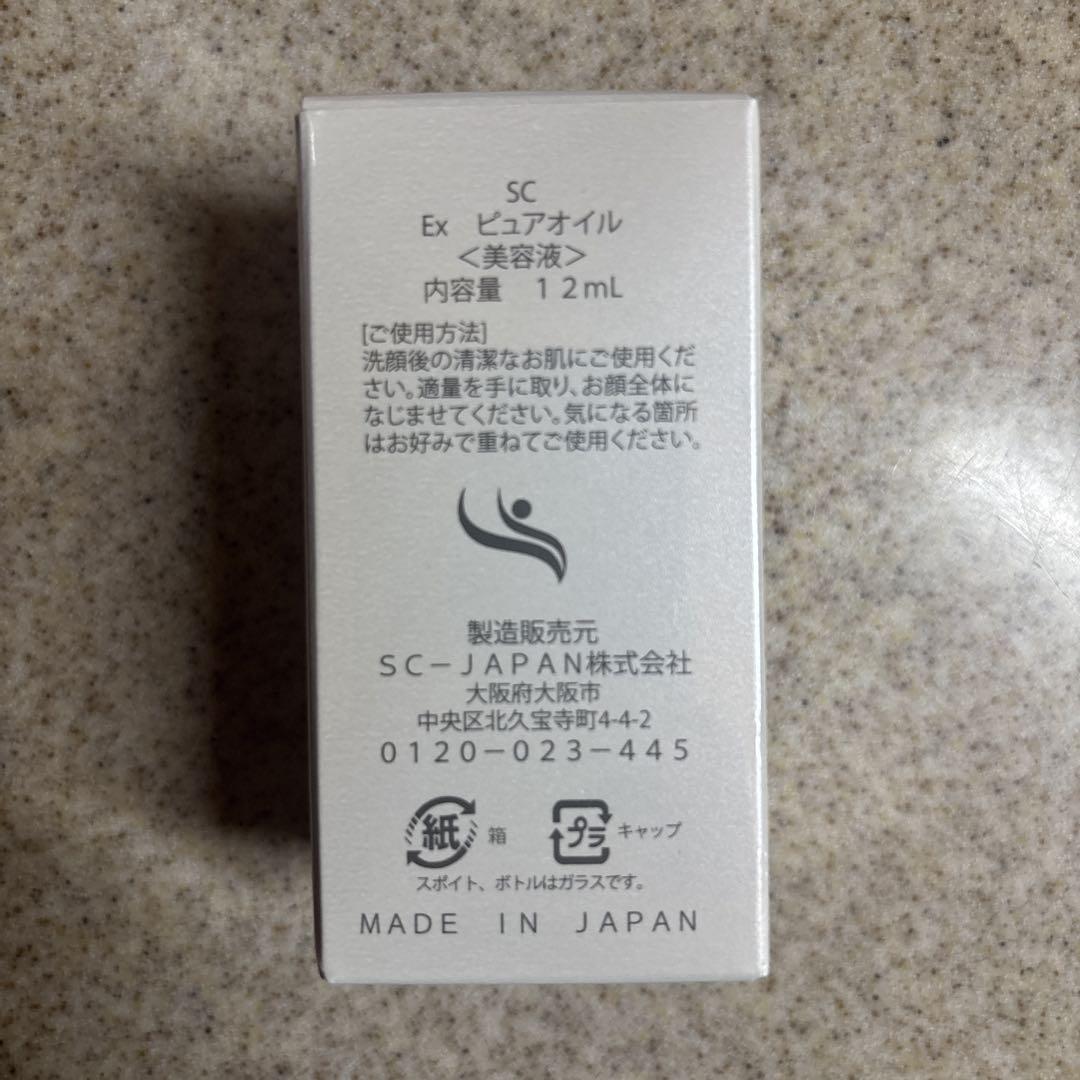 SC
Ex　ピュアオイル
＜美容液＞
内容量　１２mL
[ご使用方法]
洗顔後の清潔なお肌にご使用くだ
さい。適量を手に取り、お顔全体に
なじませてください。気になる箇所
はお好みで重ねてご使用ください。
製造販売元
ＳＣ－ＪＡＰＡＮ株式会社
大阪府大阪市
中央区北久宝寺町4-4-2
０１２０－０２３－４４５
紙 箱 プラ キャップ
スポイト、ボトルはガラスです。
ＭＡＤＥ　ＩＮ　ＪＡＰＡＮ